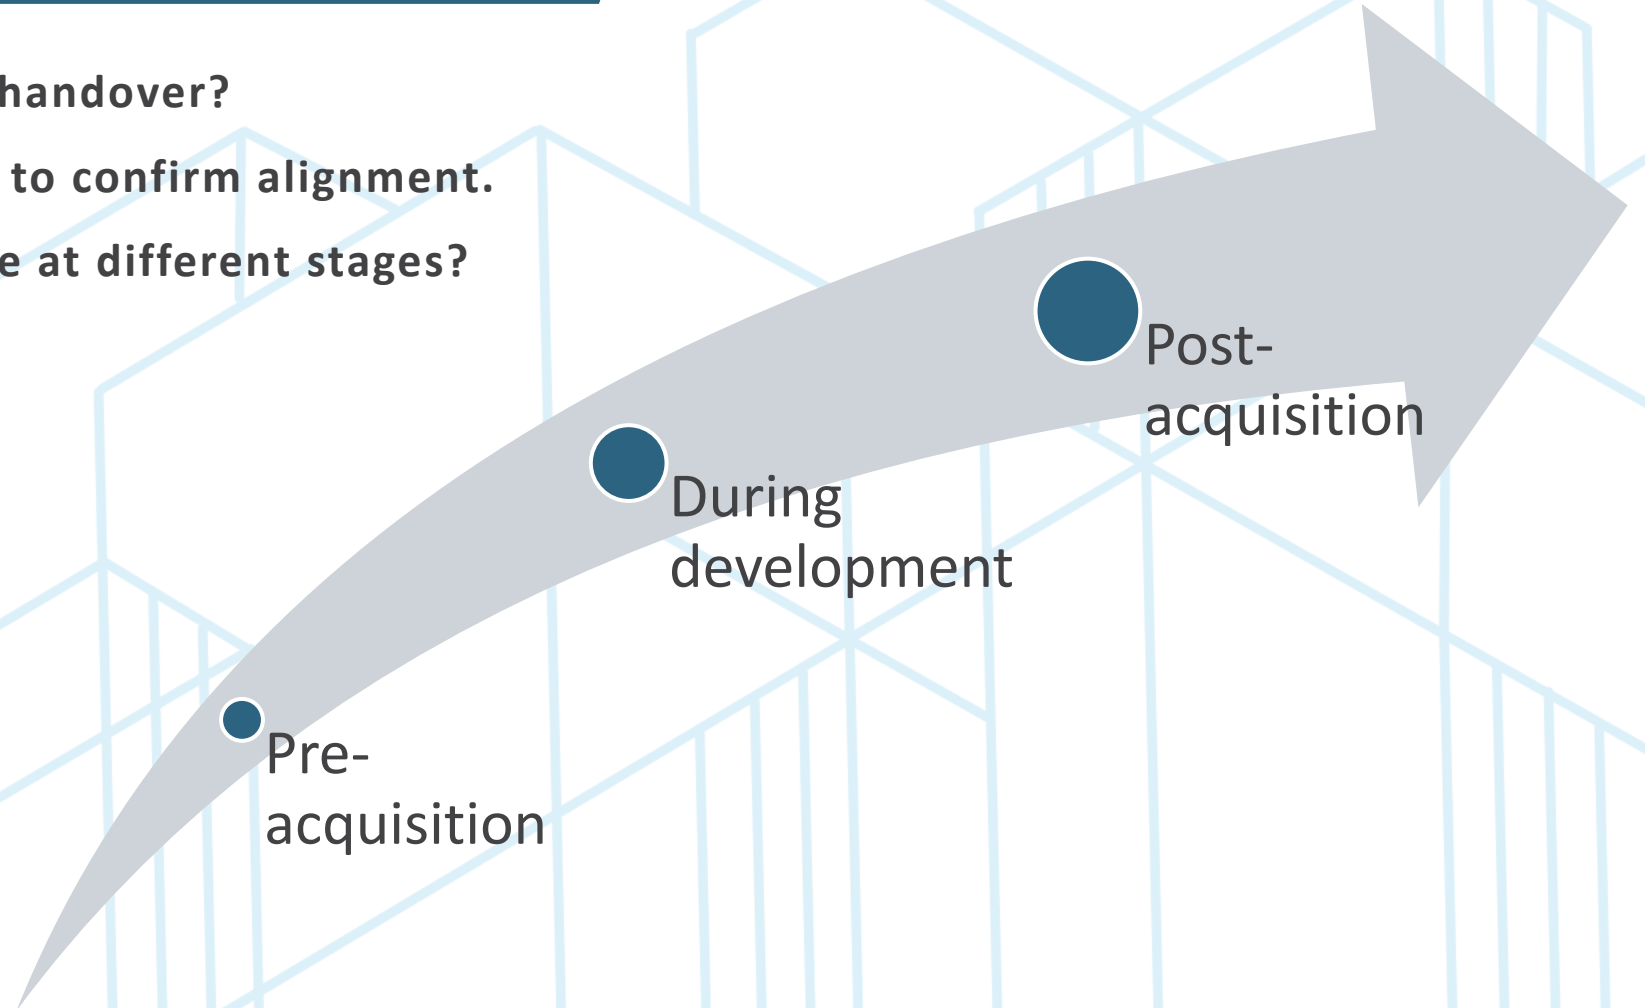 handover?
to confirm alignment.
e at different stages?
Post-
acquisition
During
development
Pre-
acquisition